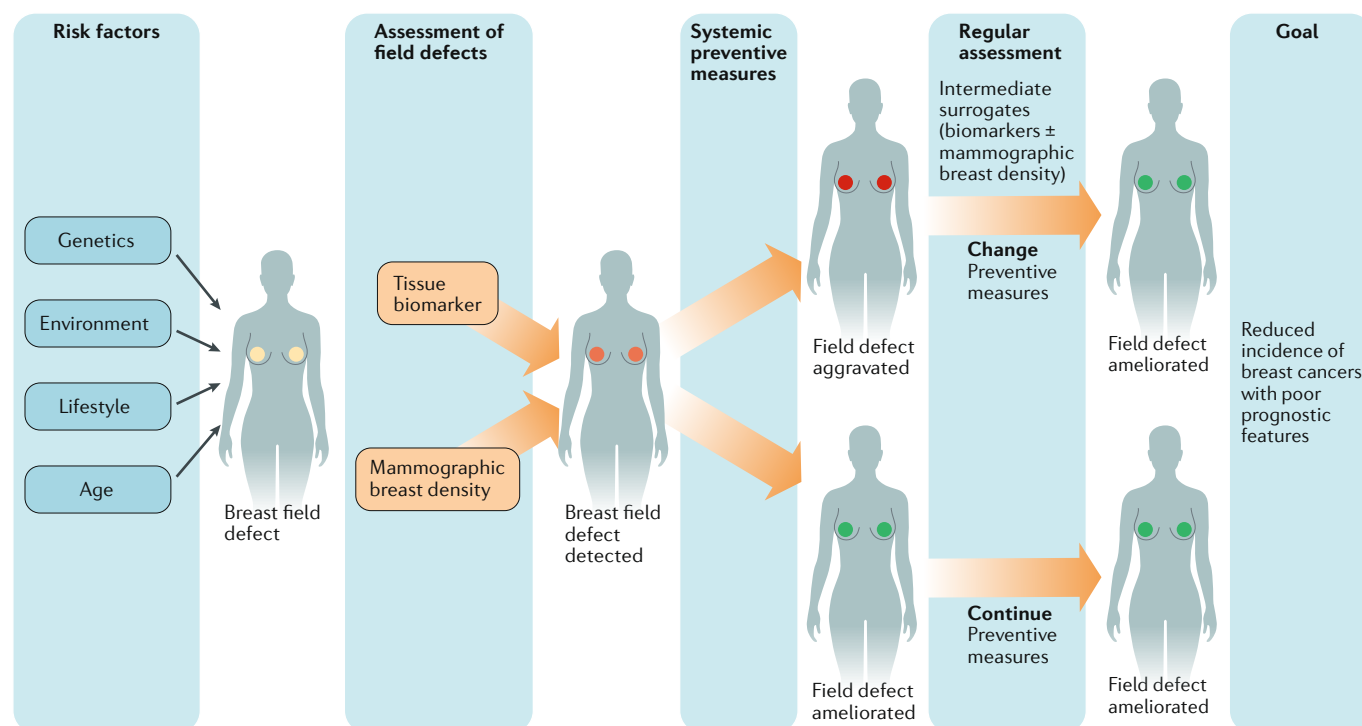 Risk factors
Genetics
Environment
Lifestyle
Age
Breast field
defect
Assessment of
field defects
Tissue
biomarker
Mammographic
breast density
Breast field
defect
detected
Systemic
preventive
measures
Field defect
aggravated
Field defect
ameliorated
Regular
assessment
Intermediate
surrogates
(biomarkers ±
mammographic
breast density)
Change
Preventive
measures
Continue
Preventive
measures
Field defect
ameliorated
Field defect
ameliorated
Goal
Reduced
incidence of
breast cancers
with poor
prognostic
features